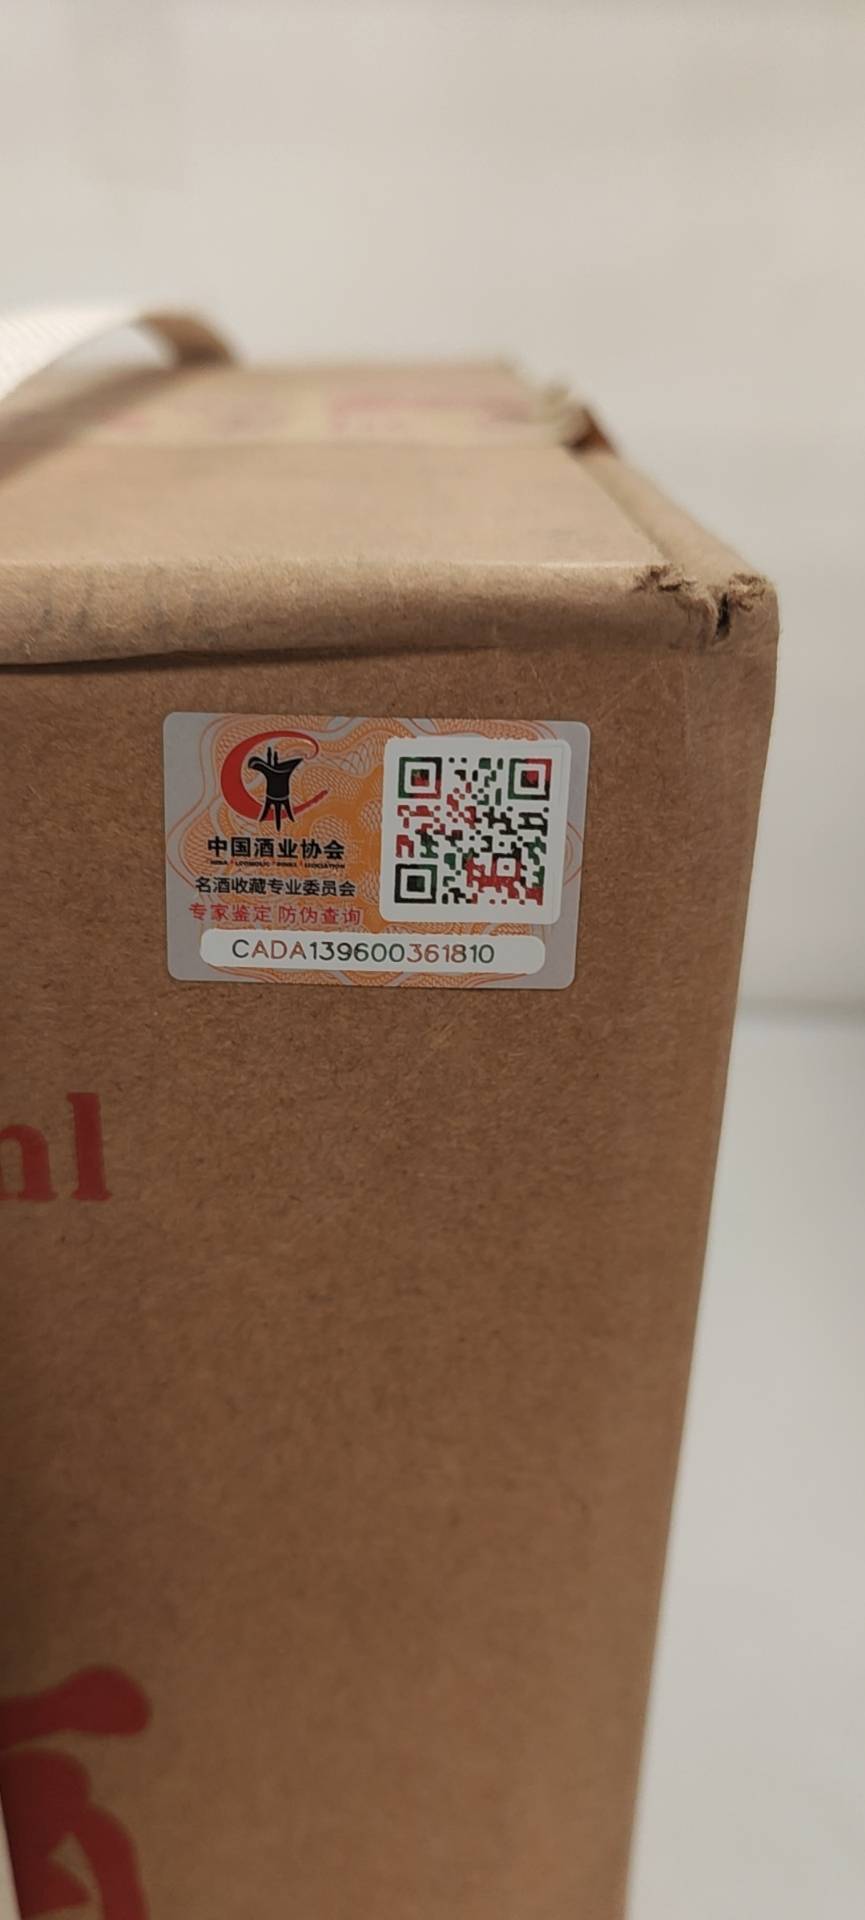 中国酒业协会
名酒收藏专业委员会
专家鉴定 防伪查询
CADA139600361810
ml